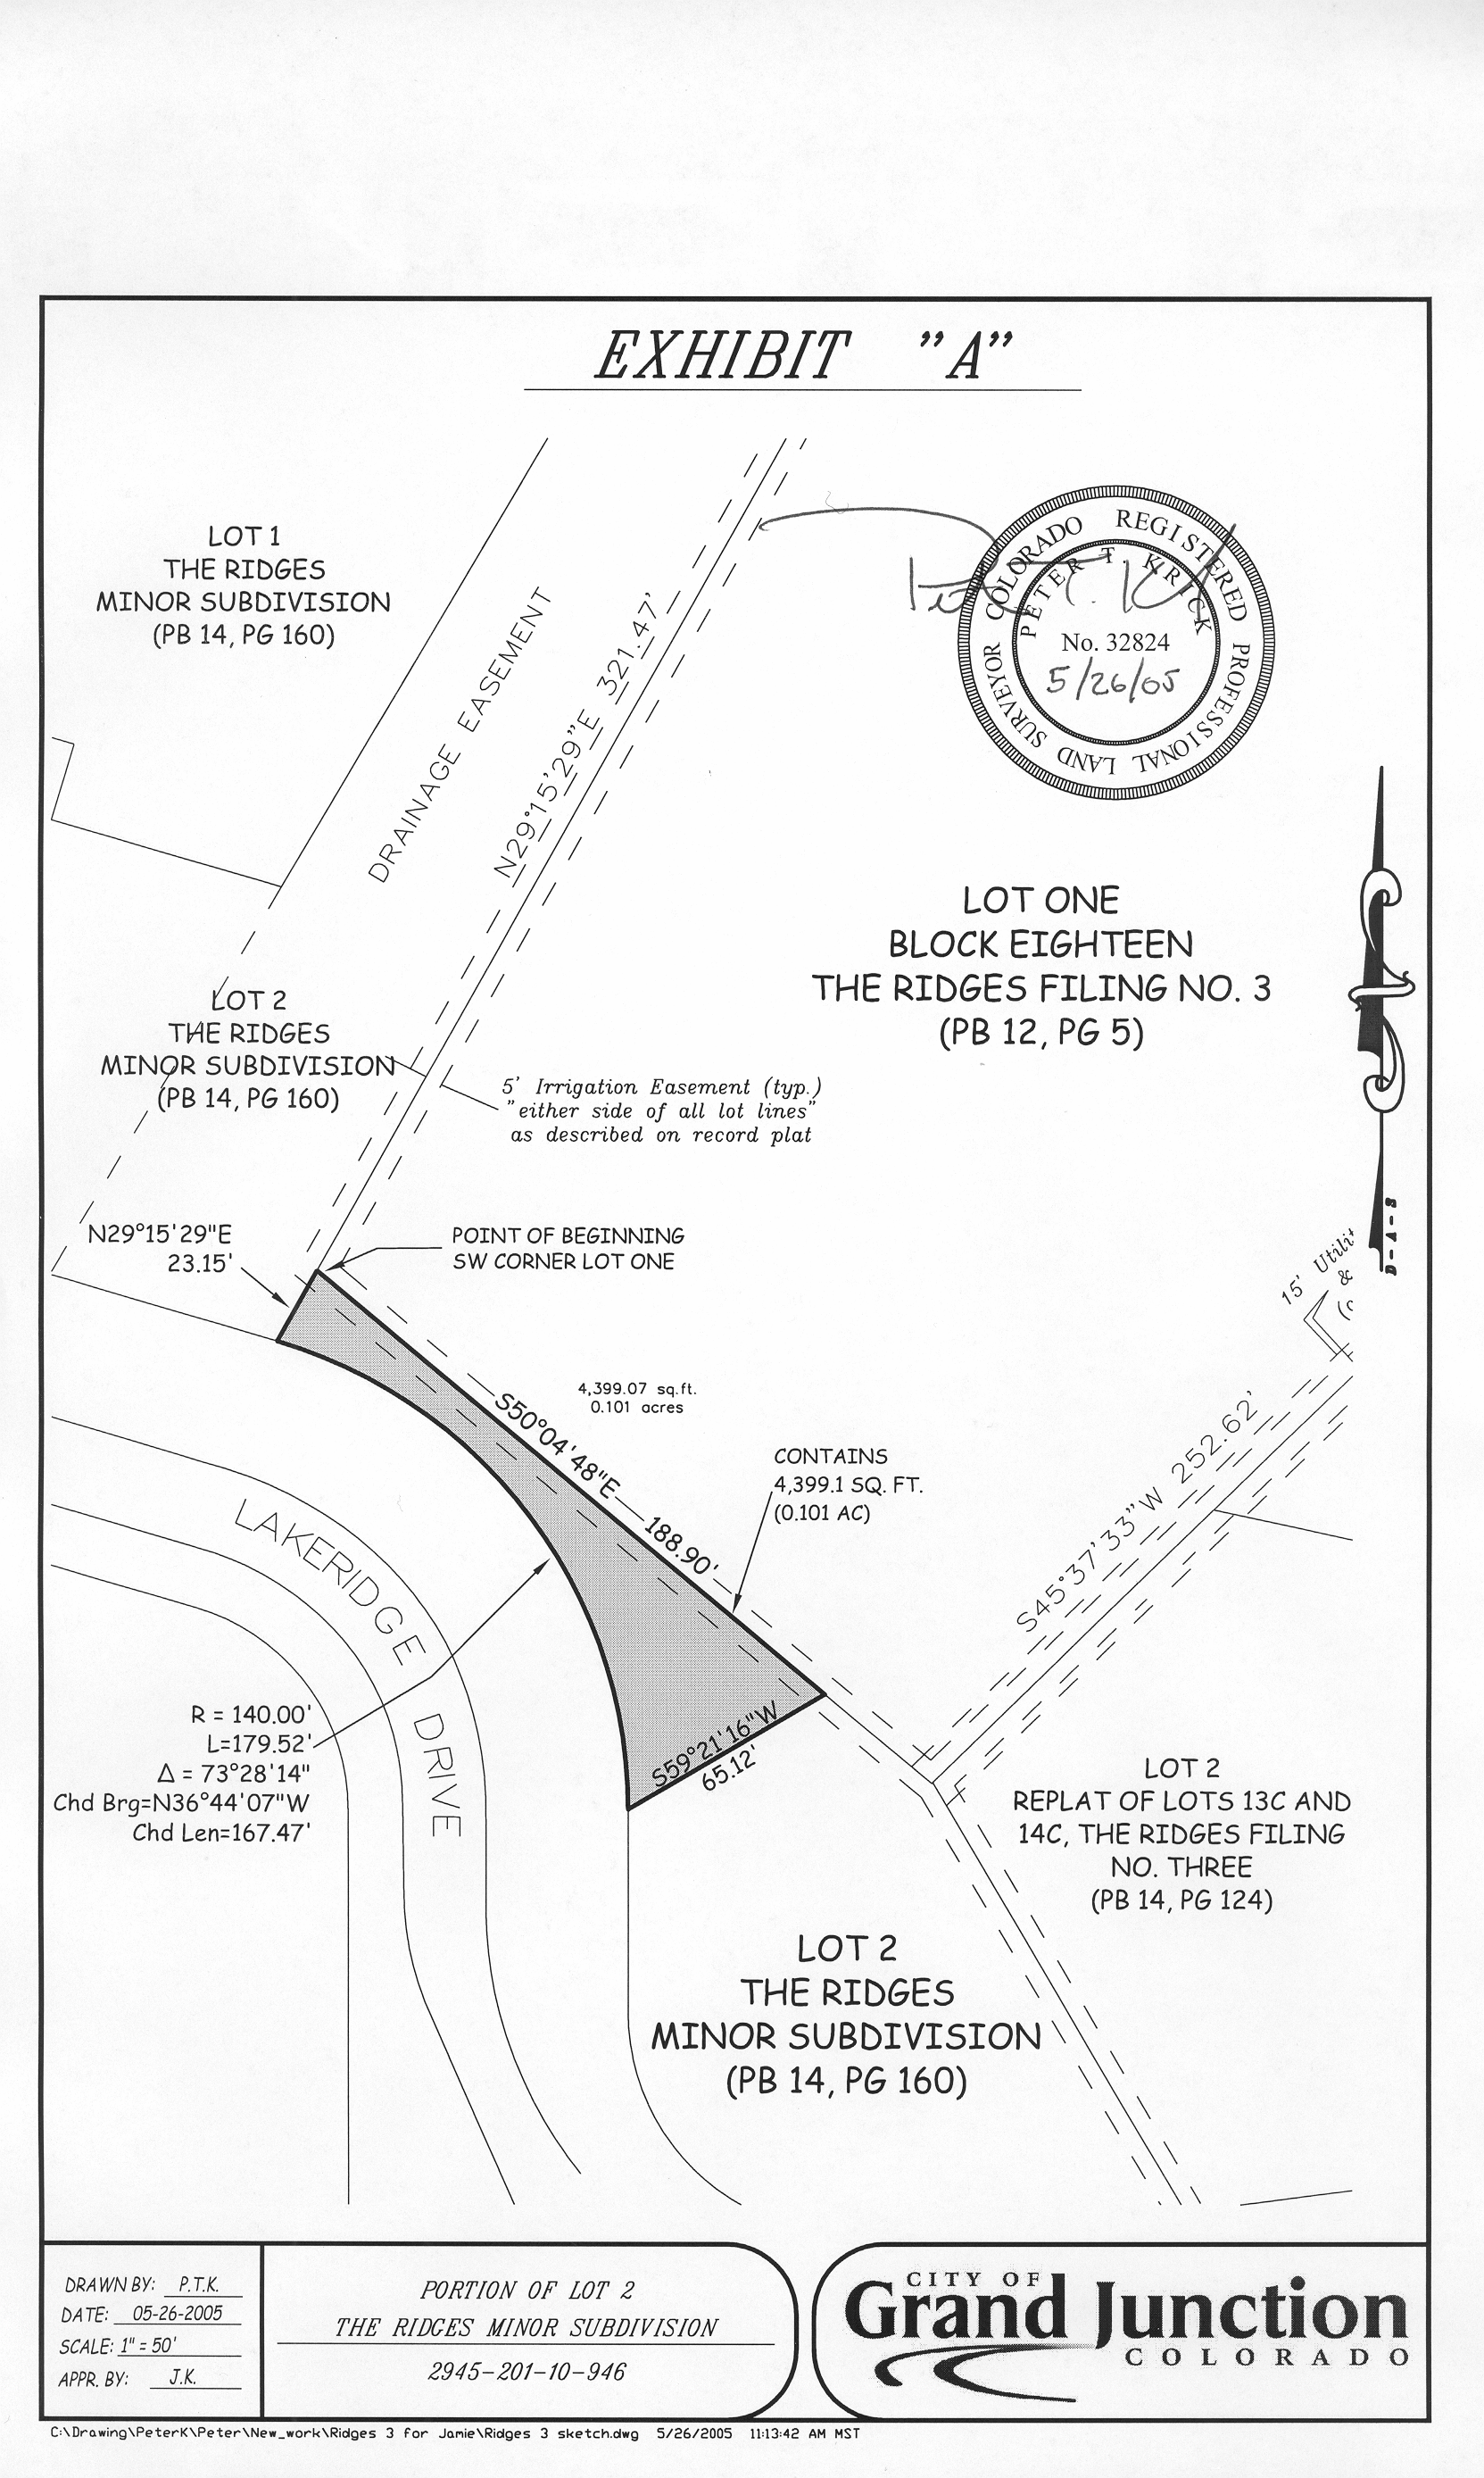 EXHIBIT "A"
LOT 1
THE RIDGES
MINOR SUBDIVISION
(PB 14, PG 160)
DRAINAGE EASEMENT
N29°15'29"E 321.47'
COLORADO REGISTERED
PROFESSIONAL LAND SURVEYOR
PETER T. KRICK
No. 32824
5/26/05
LOT ONE
BLOCK EIGHTEEN
THE RIDGES FILING NO. 3
(PB 12, PG 5)
LOT 2
THE RIDGES
MINOR SUBDIVISION
(PB 14, PG 160)
5' Irrigation Easement (typ.)
"either side of all lot lines"
as described on record plat
N29°15'29"E
23.15'
POINT OF BEGINNING
SW CORNER LOT ONE
15' Utili
&
4,399.07 sq.ft.
0.101 acres
S50°04'48"E
188.90'
CONTAINS
4,399.1 SQ. FT.
(0.101 AC)
S45°37'33"W 252.62'
LAKERIDGE
DRIVE
R = 140.00'
L=179.52'
Δ = 73°28'14"
Chd Brg=N36°44'07"W
Chd Len=167.47'
S59°21'16"W
65.12'
LOT 2
REPLAT OF LOTS 13C AND
14C, THE RIDGES FILING
NO. THREE
(PB 14, PG 124)
LOT 2
THE RIDGES
MINOR SUBDIVISION
(PB 14, PG 160)
DRAWN BY: P.T.K.
DATE: 05-26-2005
SCALE: 1" = 50'
APPR. BY: J.K.
PORTION OF LOT 2
THE RIDGES MINOR SUBDIVISION
2945-201-10-946
CITY OF
Grand Junction
COLORADO
C:\Drawing\PeterK\Peter\New_work\Ridges 3 for Jamie\Ridges 3 sketch.dwg 5/26/2005 11:13:42 AM MST